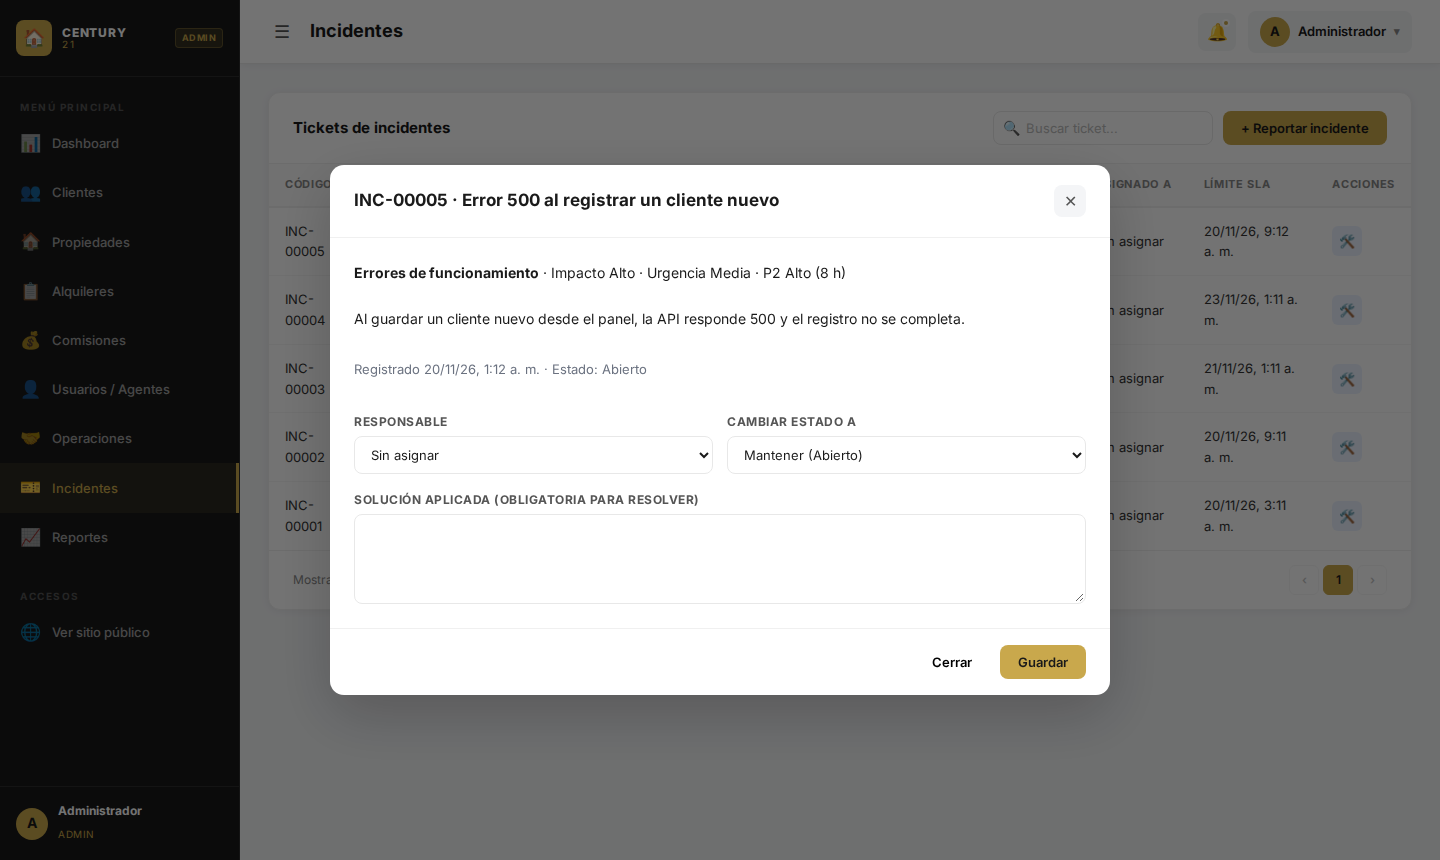 CENTURY
21
ADMIN
MENÚ PRINCIPAL
Dashboard
Clientes
Propiedades
Alquileres
Comisiones
Usuarios / Agentes
Operaciones
Incidentes
Reportes
ACCESOS
Ver sitio público
A
Administrador
ADMIN
☰ Incidentes
A Administrador ▾
Tickets de incidentes
Buscar ticket...
+ Reportar incidente
LÍMITE SLA
ACCIONES
INC-
00005
asignar
20/11/26, 9:12
a. m.
INC-
00004
asignar
23/11/26, 1:11 a.
m.
INC-
00003
asignar
21/11/26, 1:11 a.
m.
INC-
00002
asignar
20/11/26, 9:11
a. m.
INC-
00001
asignar
20/11/26, 3:11
a. m.
‹ 1 ›
INC-00005 · Error 500 al registrar un cliente nuevo
✕
Errores de funcionamiento · Impacto Alto · Urgencia Media · P2 Alto (8 h)
Al guardar un cliente nuevo desde el panel, la API responde 500 y el registro no se completa.
Registrado 20/11/26, 1:12 a. m. · Estado: Abierto
RESPONSABLE
CAMBIAR ESTADO A
Sin asignar
Mantener (Abierto)
SOLUCIÓN APLICADA (OBLIGATORIA PARA RESOLVER)
Cerrar
Guardar